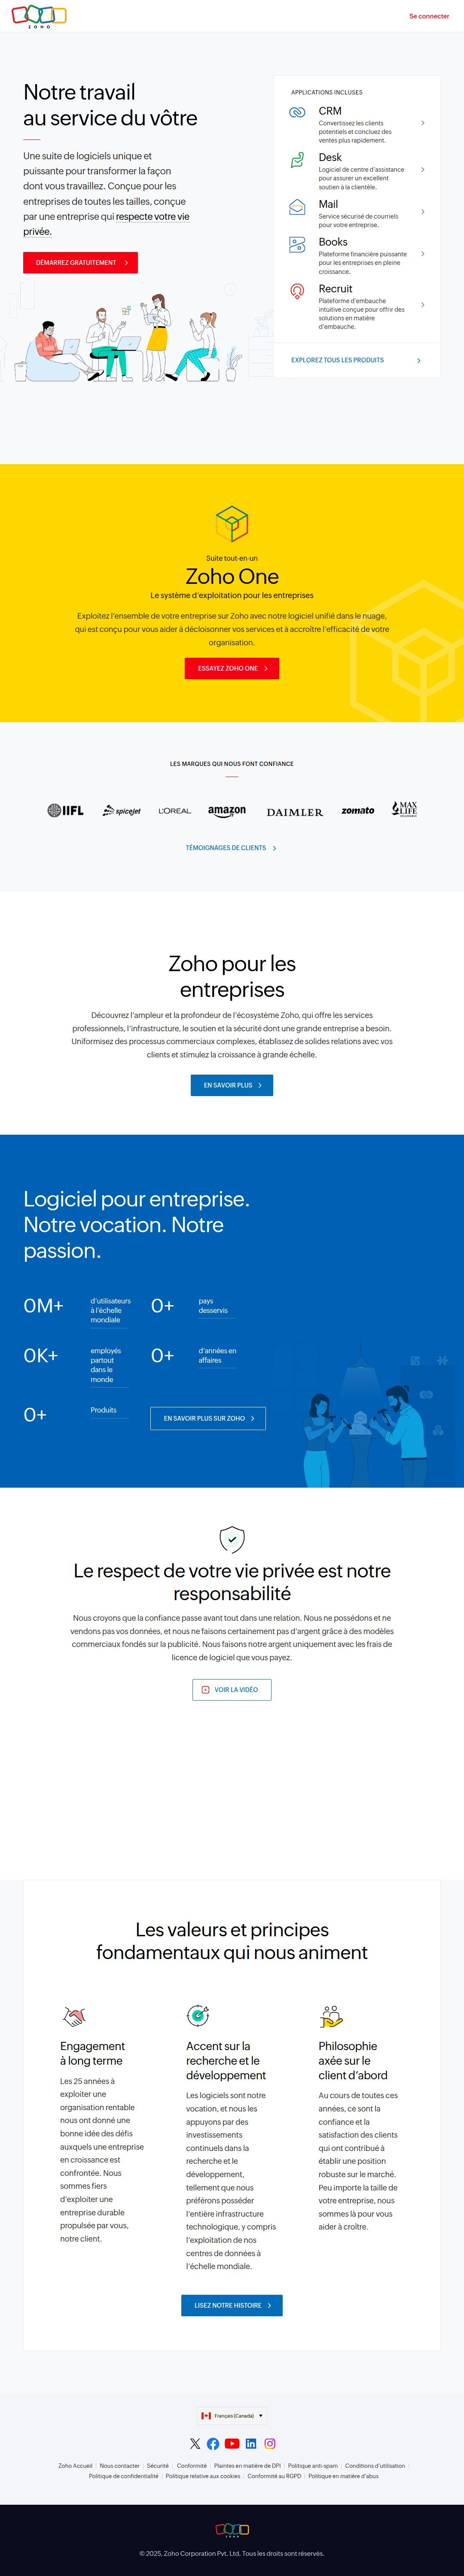 ZOHO
Se connecter
Notre travail
au service du vôtre
Une suite de logiciels unique et
puissante pour transformer la façon
dont vous travaillez. Conçue pour les
entreprises de toutes les tailles, conçue
par une entreprise qui respecte votre vie
privée.
DÉMARREZ GRATUITEMENT
APPLICATIONS INCLUSES
CRM
Convertissez les clients
potentiels et concluez des
ventes plus rapidement.
Desk
Logiciel de centre d'assistance
pour assurer un excellent
soutien à la clientèle.
Mail
Service sécurisé de courriels
pour votre entreprise.
Books
Plateforme financière puissante
pour les entreprises en pleine
croissance.
Recruit
Plateforme d'embauche
intuitive conçue pour offrir des
solutions en matière
d'embauche.
EXPLOREZ TOUS LES PRODUITS
Suite tout-en-un
Zoho One
Le système d'exploitation pour les entreprises
Exploitez l'ensemble de votre entreprise sur Zoho avec notre logiciel unifié dans le nuage,
qui est conçu pour vous aider à décloisonner vos services et à accroître l'efficacité de votre
organisation.
ESSAYEZ ZOHO ONE
LES MARQUES QUI NOUS FONT CONFIANCE
IIFL spicejet L'ORÉAL amazon DAIMLER zomato MAX LIFE
TÉMOIGNAGES DE CLIENTS
Zoho pour les
entreprises
Découvrez l'ampleur et la profondeur de l'écosystème Zoho, qui offre les services
professionnels, l'infrastructure, le soutien et la sécurité dont une grande entreprise a besoin.
Uniformisez des processus commerciaux complexes, établissez de solides relations avec vos
clients et stimulez la croissance à grande échelle.
EN SAVOIR PLUS
Logiciel pour entreprise.
Notre vocation. Notre
passion.
0M+
d'utilisateurs
à l'échelle
mondiale
0+
pays
desservis
0K+
employés
partout
dans le
monde
0+
d'années en
affaires
0+
Produits
EN SAVOIR PLUS SUR ZOHO
Le respect de votre vie privée est notre
responsabilité
Nous croyons que la confiance passe avant tout dans une relation. Nous ne possédons et ne
vendons pas vos données, et nous ne faisons certainement pas d'argent grâce à des modèles
commerciaux fondés sur la publicité. Nous faisons notre argent uniquement avec les frais de
licence de logiciel que vous payez.
VOIR LA VIDÉO
Les valeurs et principes
fondamentaux qui nous animent
Engagement
à long terme
Les 25 années à
exploiter une
organisation rentable
nous ont donné une
bonne idée des défis
auxquels une entreprise
en croissance est
confrontée. Nous
sommes fiers
d'exploiter une
entreprise durable
propulsée par vous,
notre client.
Accent sur la
recherche et le
développement
Les logiciels sont notre
vocation, et nous les
appuyons par des
investissements
continuels dans la
recherche et le
développement,
tellement que nous
préférons posséder
l'entière infrastructure
technologique, y compris
l'exploitation de nos
centres de données à
l'échelle mondiale.
Philosophie
axée sur le
client d'abord
Au cours de toutes ces
années, ce sont la
confiance et la
satisfaction des clients
qui ont contribué à
établir une position
robuste sur le marché.
Peu importe la taille de
votre entreprise, nous
sommes là pour vous
aider à croître.
LISEZ NOTRE HISTOIRE
Français (Canada)
Zoho Accueil | Nous contacter | Sécurité | Conformité | Plaintes en matière de DPI | Politique anti-spam | Conditions d'utilisation |
Politique de confidentialité | Politique relative aux cookies | Conformité au RGPD | Politique en matière d'abus
ZOHO
© 2025, Zoho Corporation Pvt. Ltd. Tous les droits sont réservés.